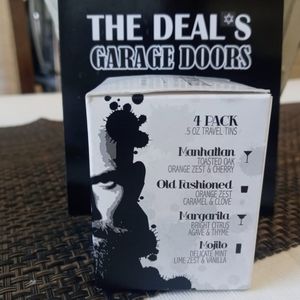 THE DEAL'S
GARAGE DOORS
4 PACK
.5 OZ TRAVEL TINS
Manhattan
TOASTED OAK
ORANGE ZEST & CHERRY
Old Fashioned
ORANGE ZEST
CARAMEL & CLOVE
Margarita
BRIGHT CITRUS
AGAVE & THYME
Mojito
DELICATE MINT
LIME ZEST & VANILLA